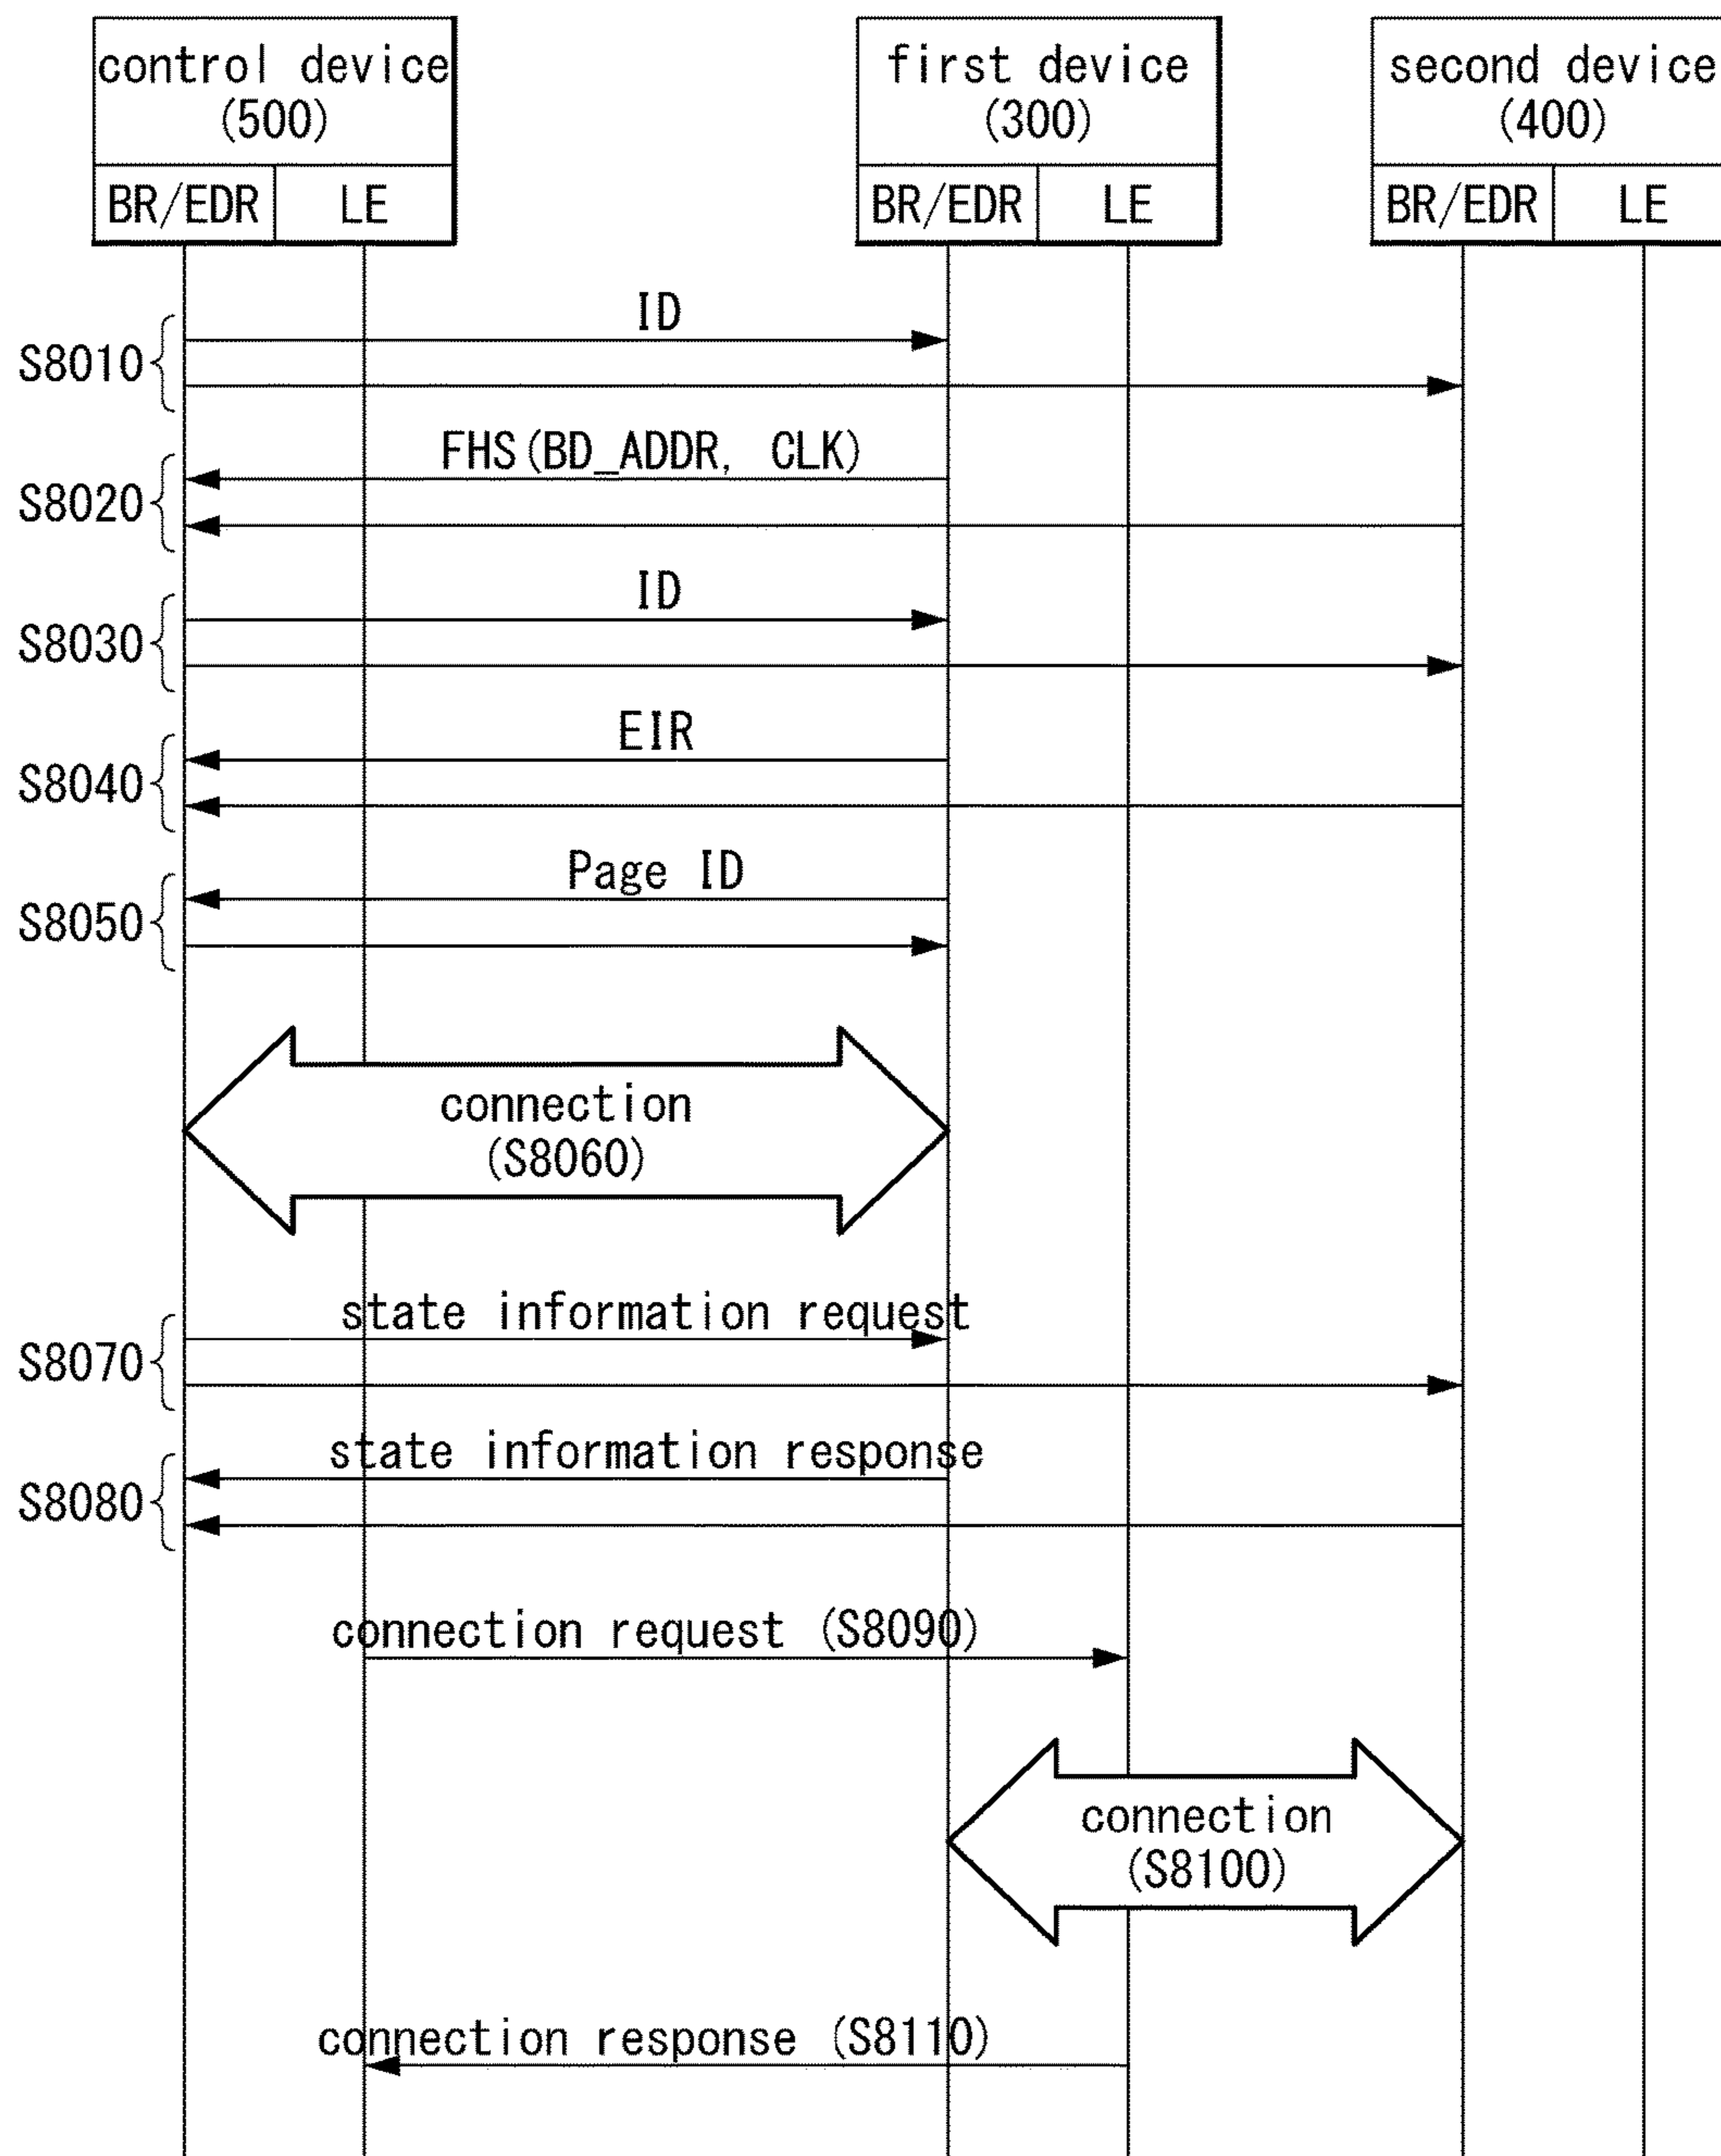 control device
(500)
BR/EDR
LE
first device
(300)
BR/EDR
LE
second device
(400)
BR/EDR
LE
S8010
ID
S8020
FHS(BD_ADDR, CLK)
S8030
ID
S8040
EIR
S8050
Page ID
connection
(S8060)
S8070
state information request
S8080
state information response
connection request (S8090)
connection
(S8100)
connection response (S8110)